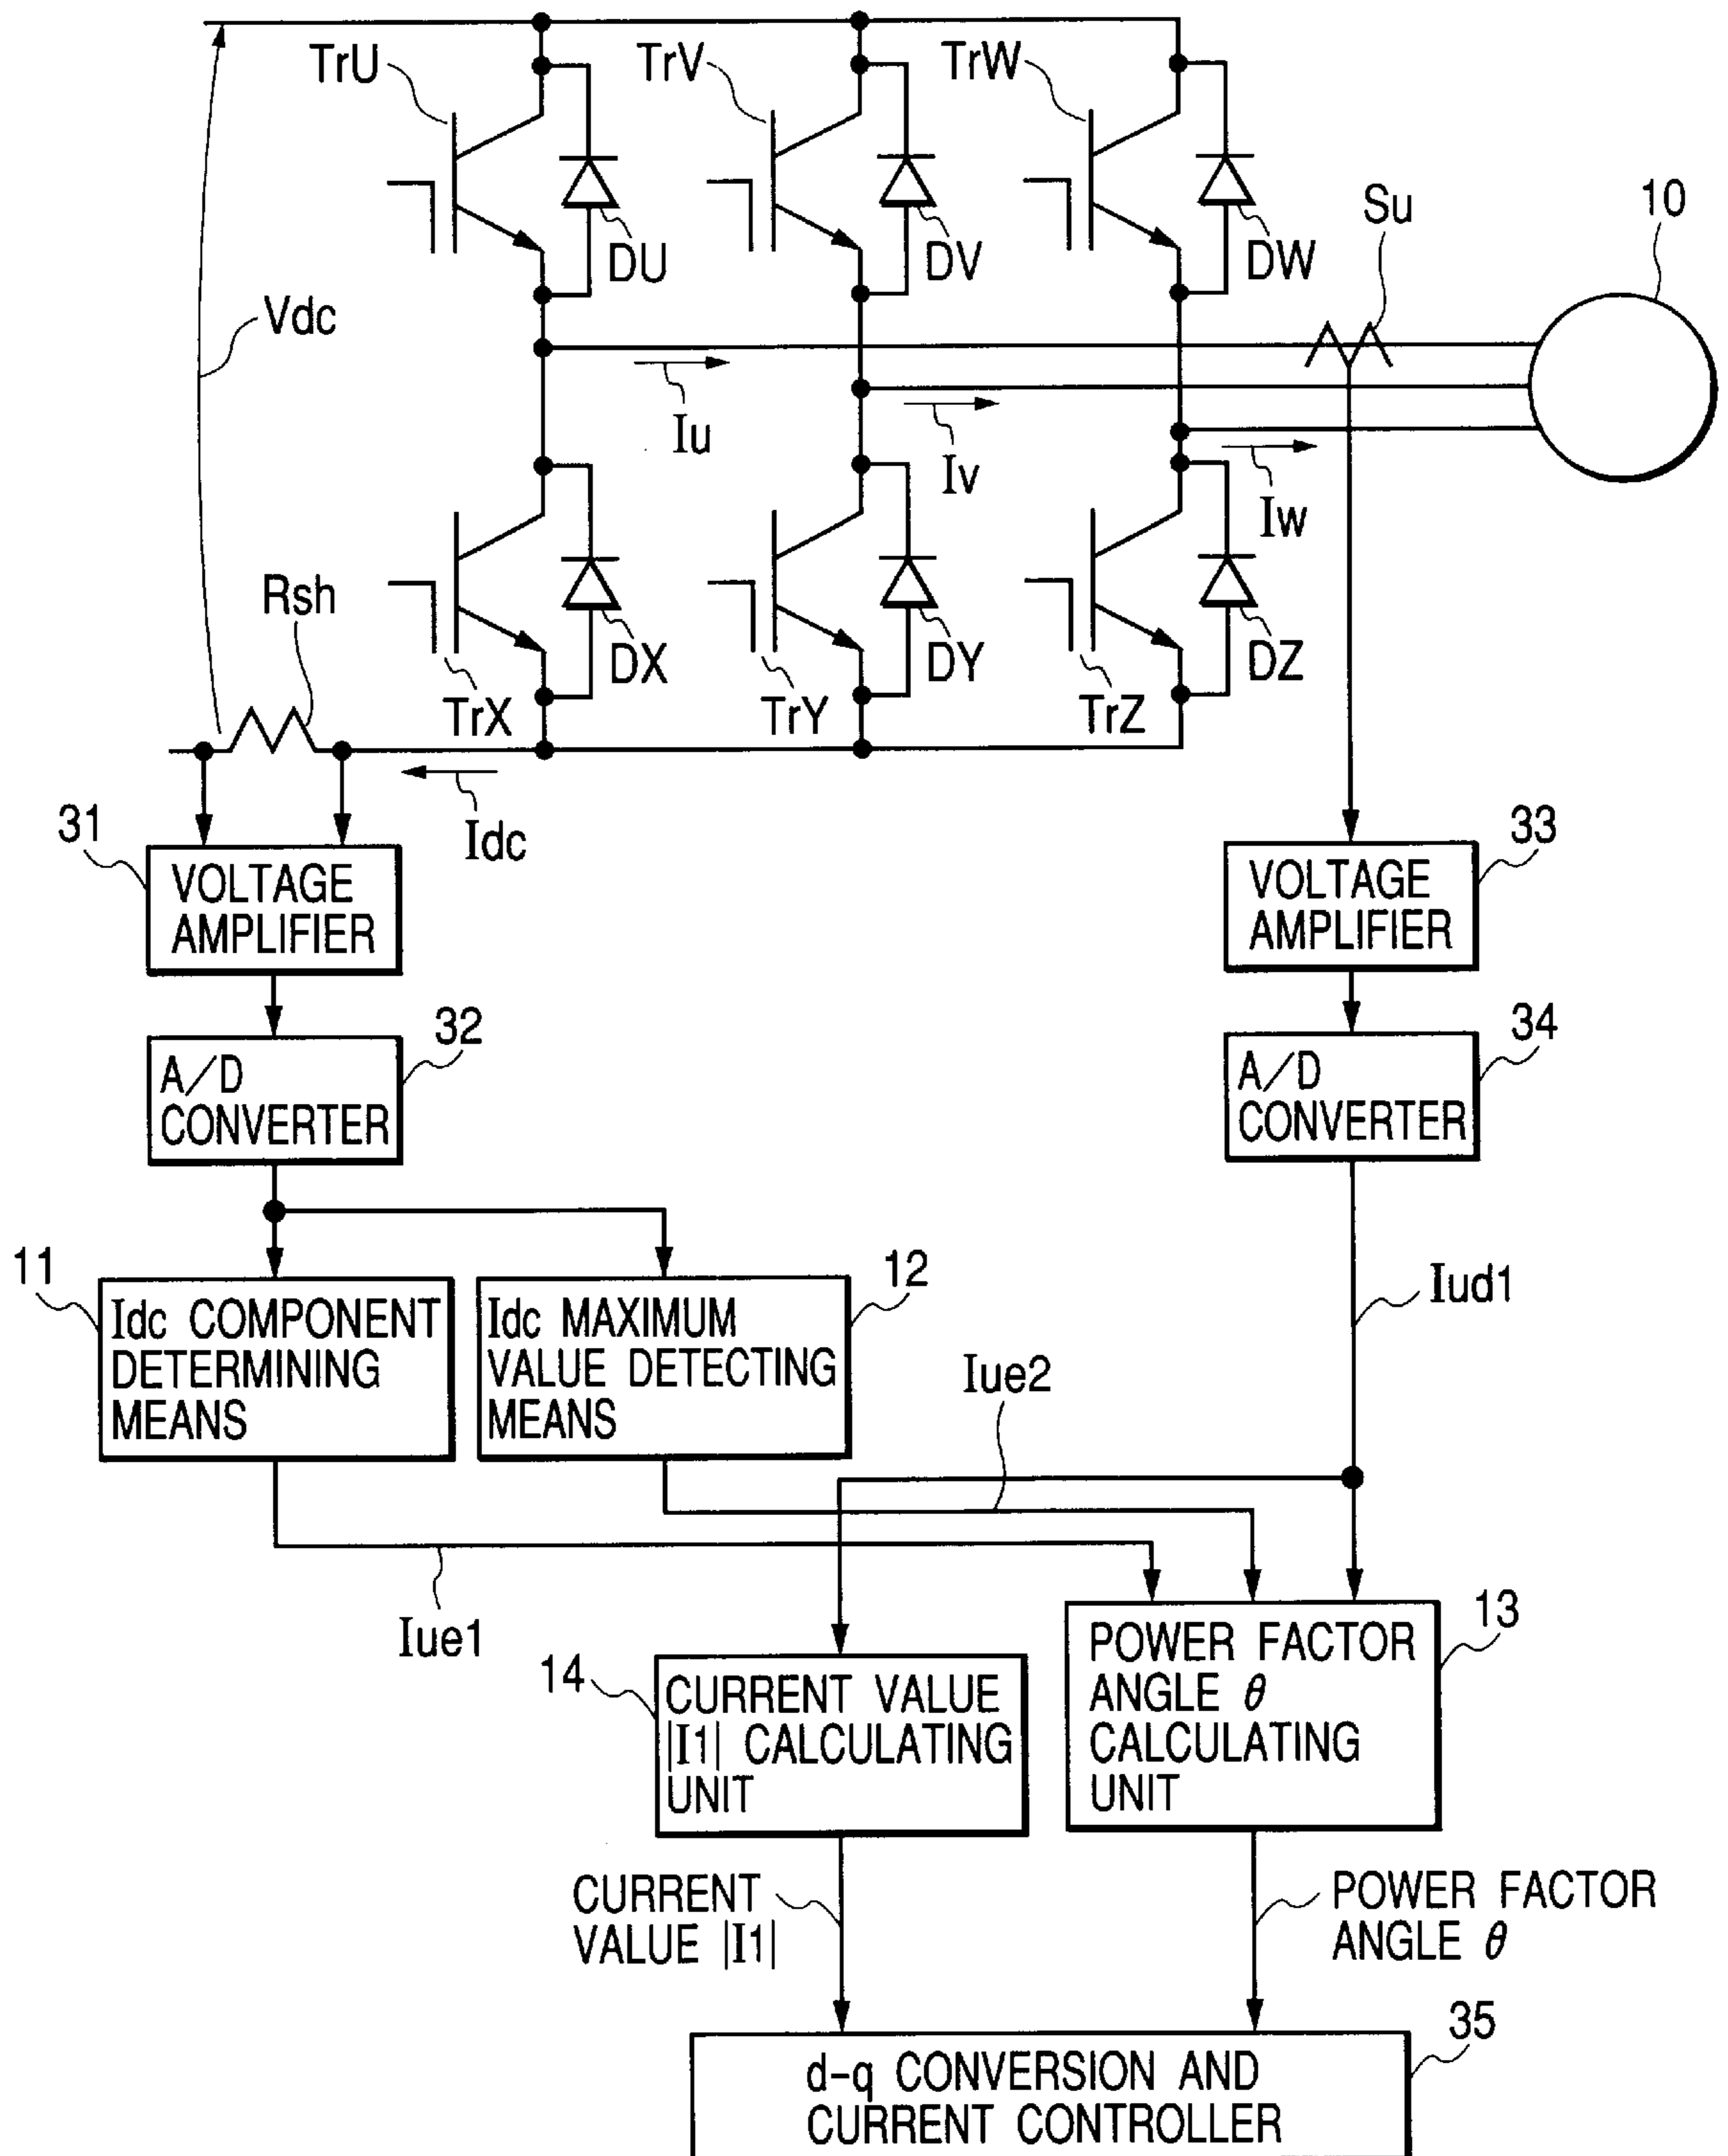 TrU
TrV
TrW
Su
10
DU
DV
DW
Vdc
Iu
Iv
Iw
Rsh
DX
DY
DZ
TrX
TrY
TrZ
Idc
31
VOLTAGE
AMPLIFIER
33
VOLTAGE
AMPLIFIER
32
A/D
CONVERTER
34
A/D
CONVERTER
11
Idc COMPONENT
DETERMINING
MEANS
12
Idc MAXIMUM
VALUE DETECTING
MEANS
Iud1
Iue2
Iue1
14
CURRENT VALUE
|I1| CALCULATING
UNIT
13
POWER FACTOR
ANGLE θ
CALCULATING
UNIT
CURRENT
VALUE |I1|
POWER FACTOR
ANGLE θ
35
d-q CONVERSION AND
CURRENT CONTROLLER